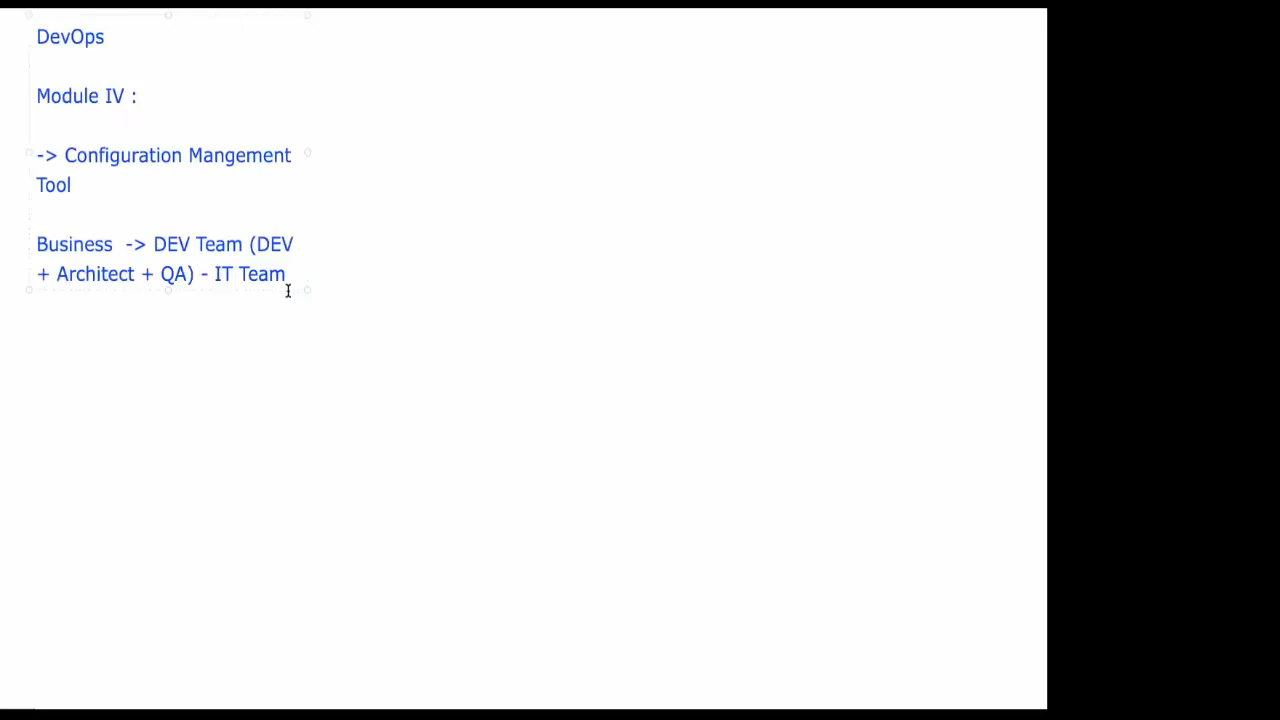 DevOps
Module IV :
-> Configuration Mangement
Tool
Business  -> DEV Team (DEV
+ Architect + QA) - IT Team